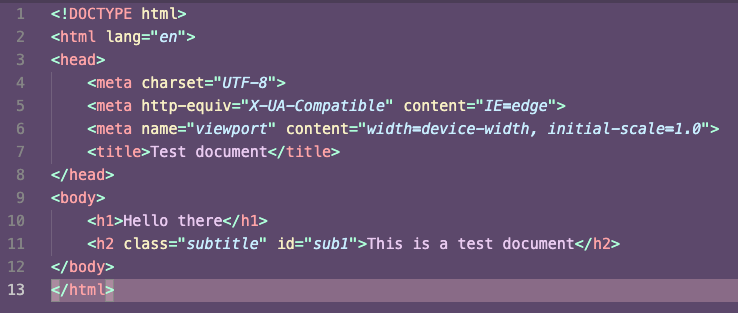 1 <!DOCTYPE html>
2 <html lang="en">
3 <head>
4     <meta charset="UTF-8">
5     <meta http-equiv="X-UA-Compatible" content="IE=edge">
6     <meta name="viewport" content="width=device-width, initial-scale=1.0">
7     <title>Test document</title>
8 </head>
9 <body>
10     <h1>Hello there</h1>
11     <h2 class="subtitle" id="sub1">This is a test document</h2>
12 </body>
13 </html>